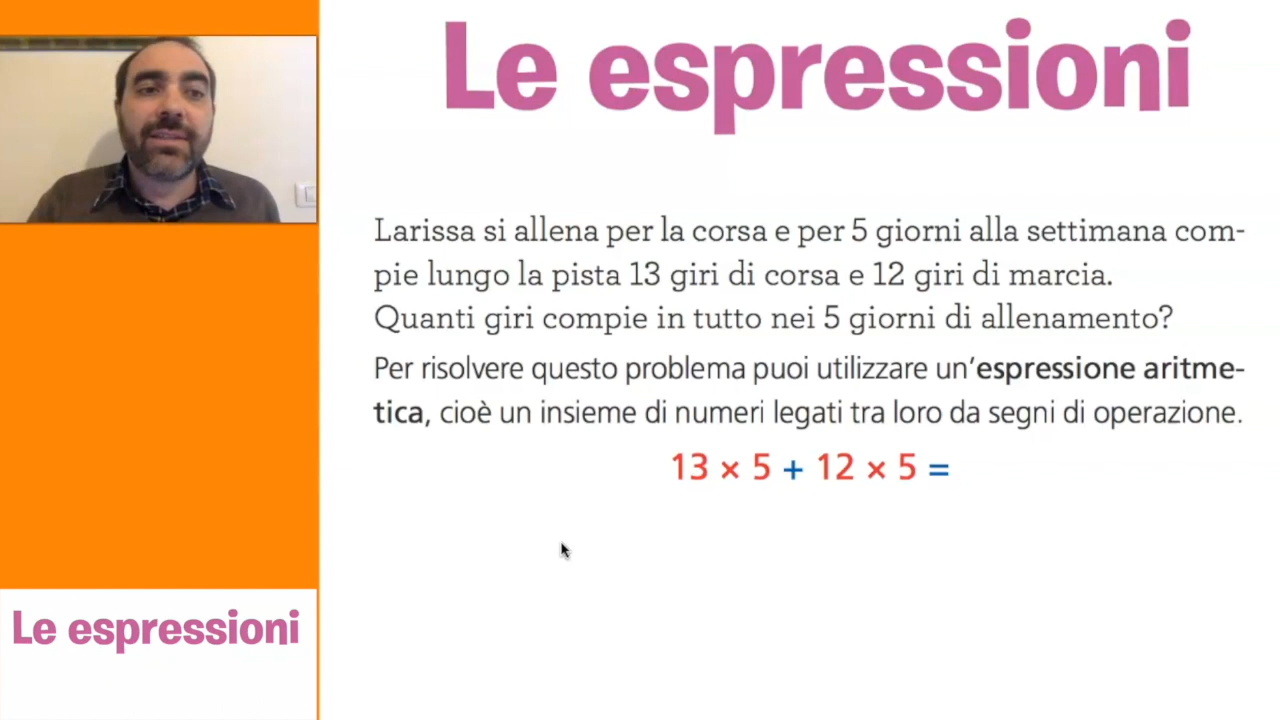 Le espressioni
Larissa si allena per la corsa e per 5 giorni alla settimana com-
pie lungo la pista 13 giri di corsa e 12 giri di marcia.
Quanti giri compie in tutto nei 5 giorni di allenamento?
Per risolvere questo problema puoi utilizzare un'espressione aritme-
tica, cioè un insieme di numeri legati tra loro da segni di operazione.
13 × 5 + 12 × 5 =
Le espressioni